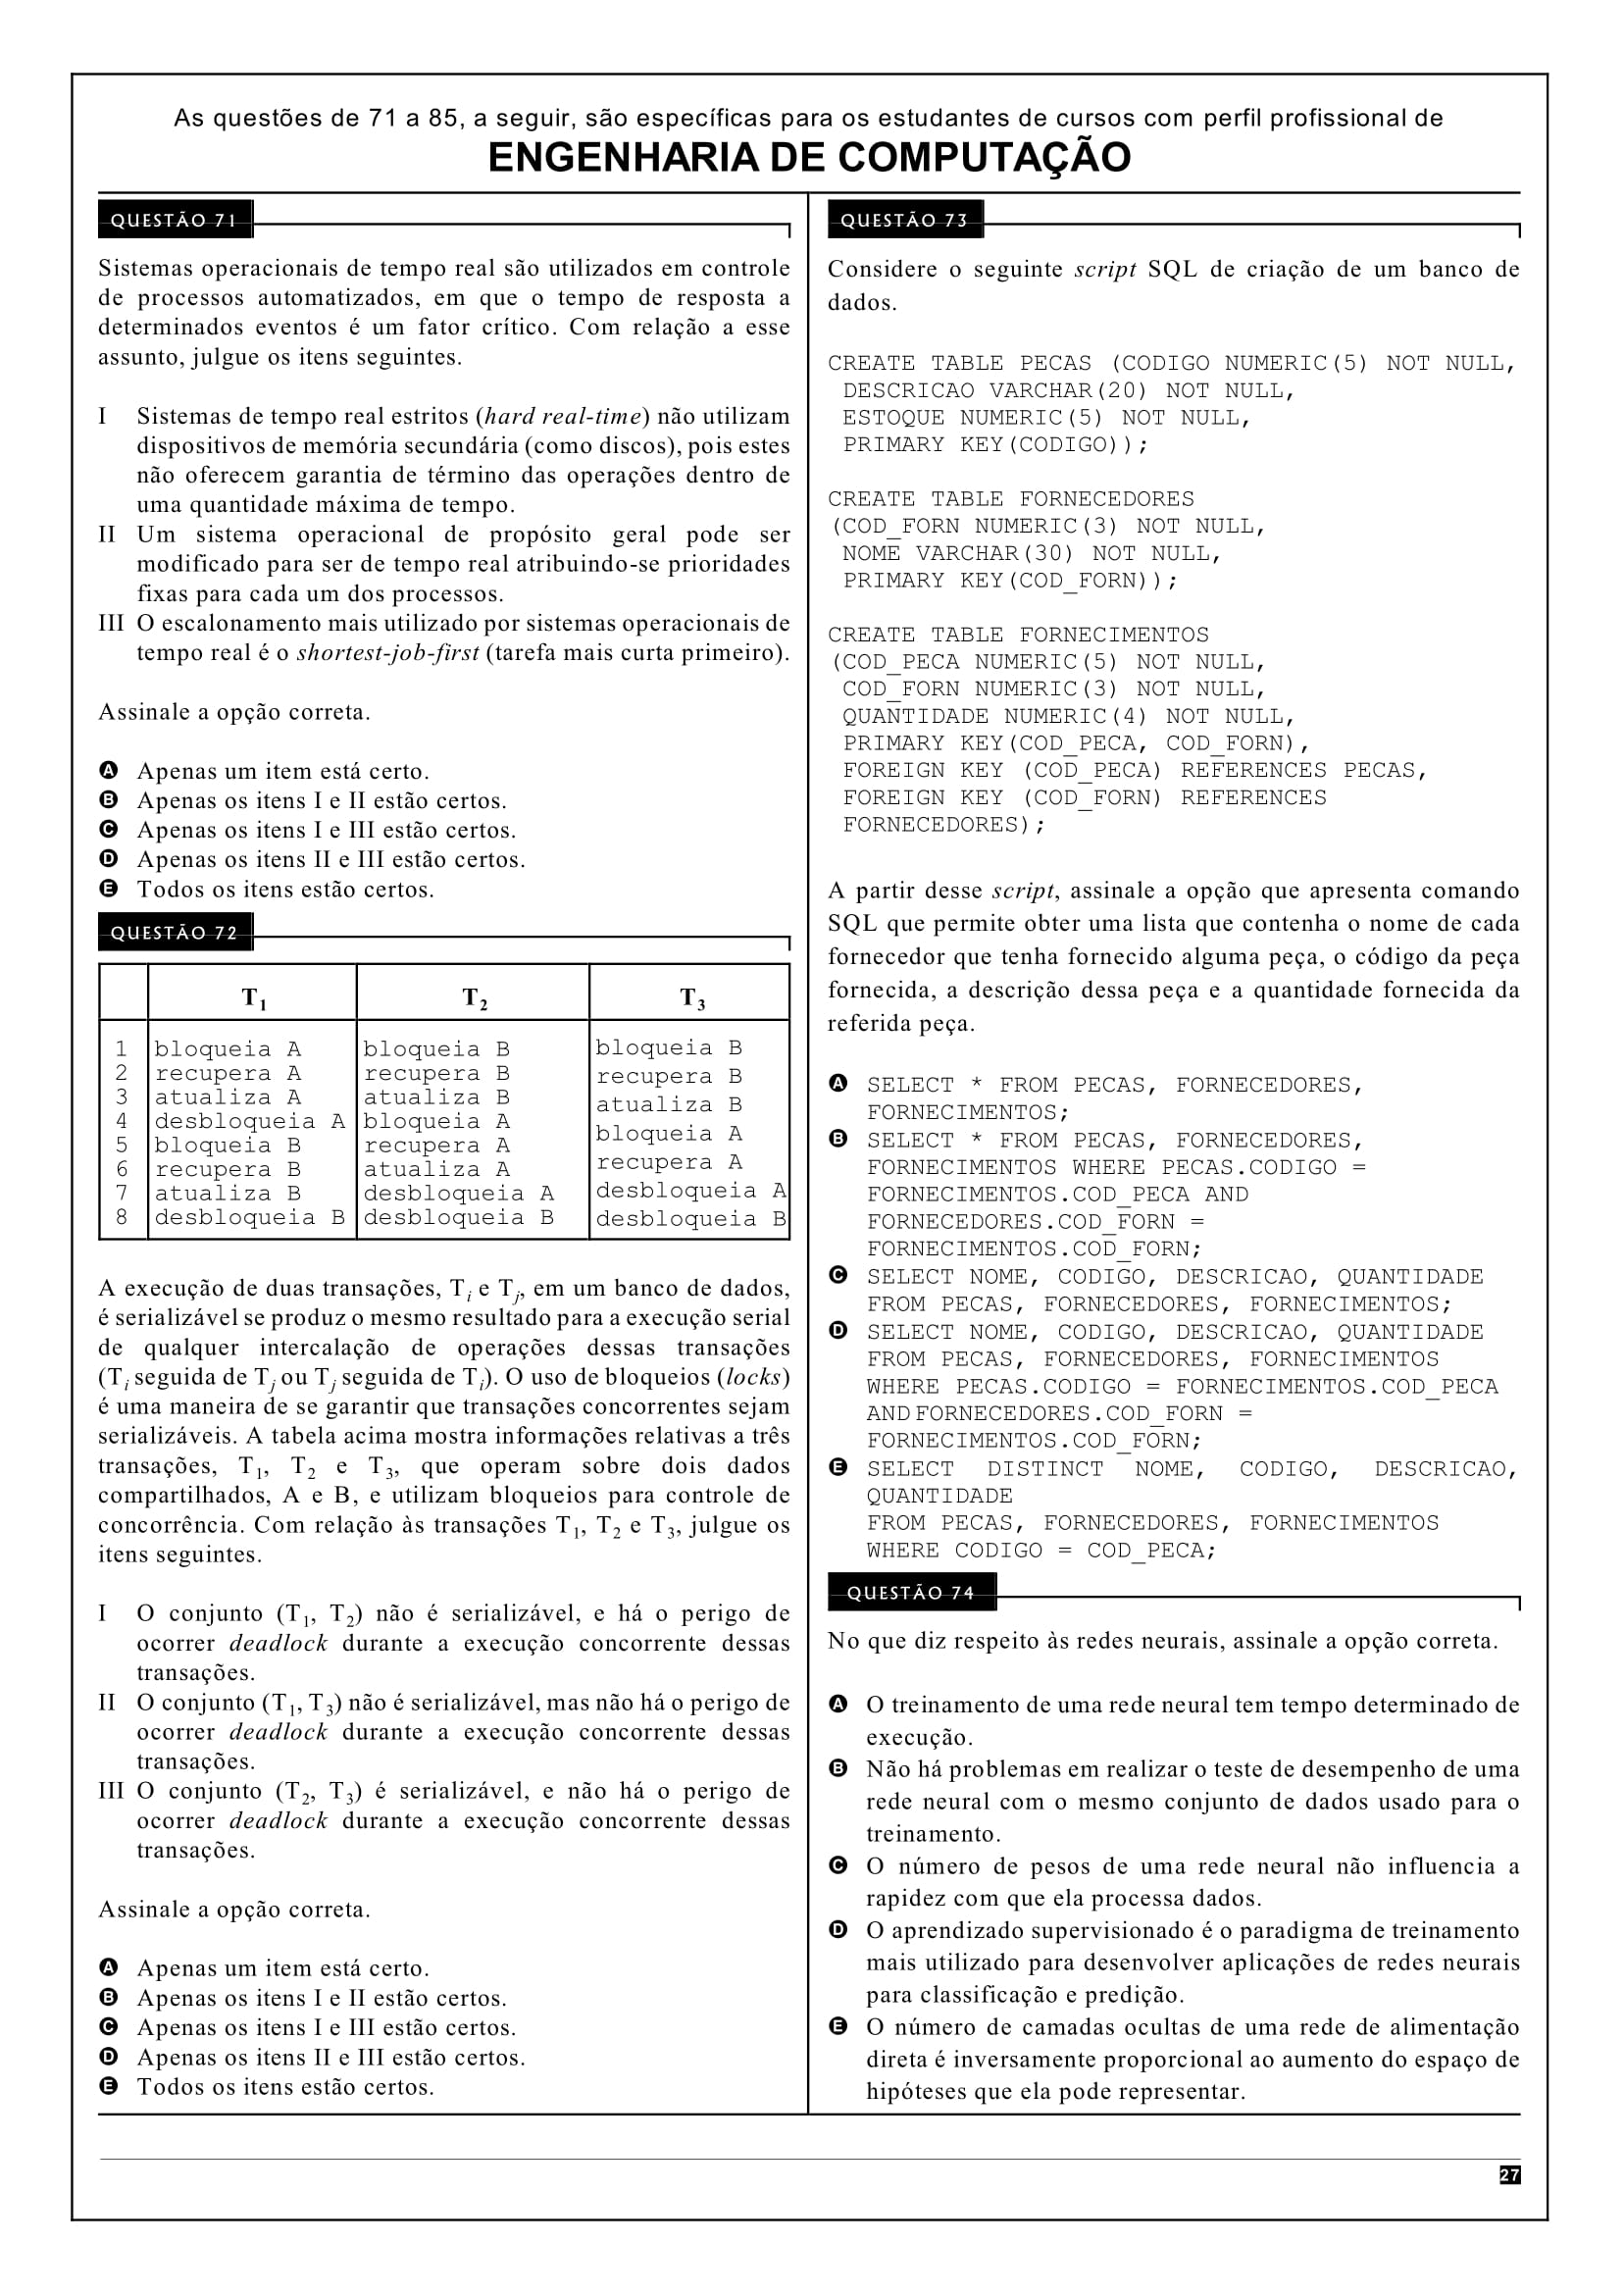 As questões de 71 a 85, a seguir, são específicas para os estudantes de cursos com perfil profissional de
ENGENHARIA DE COMPUTAÇÃO
QUESTÃO 71
Sistemas operacionais de tempo real são utilizados em controle
de processos automatizados, em que o tempo de resposta a
determinados eventos é um fator crítico. Com relação a esse
assunto, julgue os itens seguintes.
I Sistemas de tempo real estritos (hard real-time) não utilizam
dispositivos de memória secundária (como discos), pois estes
não oferecem garantia de término das operações dentro de
uma quantidade máxima de tempo.
II Um sistema operacional de propósito geral pode ser
modificado para ser de tempo real atribuindo-se prioridades
fixas para cada um dos processos.
III O escalonamento mais utilizado por sistemas operacionais de
tempo real é o shortest-job-first (tarefa mais curta primeiro).
Assinale a opção correta.
A Apenas um item está certo.
B Apenas os itens I e II estão certos.
C Apenas os itens I e III estão certos.
D Apenas os itens II e III estão certos.
E Todos os itens estão certos.
QUESTÃO 72
T1 T2 T3
1 bloqueia A bloqueia B bloqueia B
2 recupera A recupera B recupera B
3 atualiza A atualiza B atualiza B
4 desbloqueia A bloqueia A bloqueia A
5 bloqueia B recupera A recupera A
6 recupera B atualiza A desbloqueia A
7 atualiza B desbloqueia A desbloqueia B
8 desbloqueia B desbloqueia B
A execução de duas transações, Ti e Tj, em um banco de dados,
é serializável se produz o mesmo resultado para a execução serial
de qualquer intercalação de operações dessas transações
(Ti seguida de Tj ou Tj seguida de Ti). O uso de bloqueios (locks)
é uma maneira de se garantir que transações concorrentes sejam
serializáveis. A tabela acima mostra informações relativas a três
transações, T1, T2 e T3, que operam sobre dois dados
compartilhados, A e B, e utilizam bloqueios para controle de
concorrência. Com relação às transações T1, T2 e T3, julgue os
itens seguintes.
I O conjunto (T1, T2) não é serializável, e há o perigo de
ocorrer deadlock durante a execução concorrente dessas
transações.
II O conjunto (T1, T3) não é serializável, mas não há o perigo de
ocorrer deadlock durante a execução concorrente dessas
transações.
III O conjunto (T2, T3) é serializável, e não há o perigo de
ocorrer deadlock durante a execução concorrente dessas
transações.
Assinale a opção correta.
A Apenas um item está certo.
B Apenas os itens I e II estão certos.
C Apenas os itens I e III estão certos.
D Apenas os itens II e III estão certos.
E Todos os itens estão certos.
QUESTÃO 73
Considere o seguinte script SQL de criação de um banco de
dados.
CREATE TABLE PECAS (CODIGO NUMERIC(5) NOT NULL,
DESCRICAO VARCHAR(20) NOT NULL,
ESTOQUE NUMERIC(5) NOT NULL,
PRIMARY KEY(CODIGO));
CREATE TABLE FORNECEDORES
(COD_FORN NUMERIC(3) NOT NULL,
NOME VARCHAR(30) NOT NULL,
PRIMARY KEY(COD_FORN));
CREATE TABLE FORNECIMENTOS
(COD_PECA NUMERIC(5) NOT NULL,
COD_FORN NUMERIC(3) NOT NULL,
QUANTIDADE NUMERIC(4) NOT NULL,
PRIMARY KEY(COD_PECA, COD_FORN),
FOREIGN KEY (COD_PECA) REFERENCES PECAS,
FOREIGN KEY (COD_FORN) REFERENCES
FORNECEDORES);
A partir desse script, assinale a opção que apresenta comando
SQL que permite obter uma lista que contenha o nome de cada
fornecedor que tenha fornecido alguma peça, o código da peça
fornecida, a descrição dessa peça e a quantidade fornecida da
referida peça.
A SELECT * FROM PECAS, FORNECEDORES,
FORNECIMENTOS;
B SELECT * FROM PECAS, FORNECEDORES,
FORNECIMENTOS WHERE PECAS.CODIGO =
FORNECIMENTOS.COD_PECA AND
FORNECEDORES.COD_FORN =
FORNECIMENTOS.COD_FORN;
C SELECT NOME, CODIGO, DESCRICAO, QUANTIDADE
FROM PECAS, FORNECEDORES, FORNECIMENTOS;
D SELECT NOME, CODIGO, DESCRICAO, QUANTIDADE
FROM PECAS, FORNECEDORES, FORNECIMENTOS
WHERE PECAS.CODIGO = FORNECIMENTOS.COD_PECA
AND FORNECEDORES.COD_FORN =
FORNECIMENTOS.COD_FORN;
E SELECT DISTINCT NOME, CODIGO, DESCRICAO,
QUANTIDADE
FROM PECAS, FORNECEDORES, FORNECIMENTOS
WHERE CODIGO = COD_PECA;
QUESTÃO 74
No que diz respeito às redes neurais, assinale a opção correta.
A O treinamento de uma rede neural tem tempo determinado de
execução.
B Não há problemas em realizar o teste de desempenho de uma
rede neural com o mesmo conjunto de dados usado para o
treinamento.
C O número de pesos de uma rede neural não influencia a
rapidez com que ela processa dados.
D O aprendizado supervisionado é o paradigma de treinamento
mais utilizado para desenvolver aplicações de redes neurais
para classificação e predição.
E O número de camadas ocultas de uma rede de alimentação
direta é inversamente proporcional ao aumento do espaço de
hipóteses que ela pode representar.
27